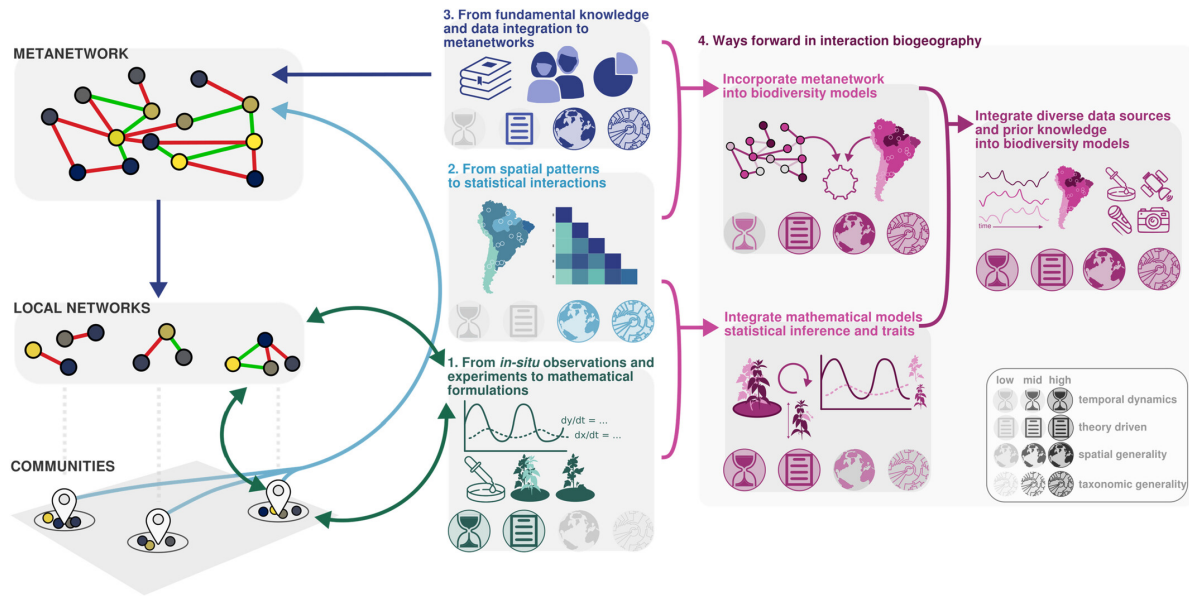 METANETWORK
LOCAL NETWORKS
COMMUNITIES
3. From fundamental knowledge
and data integration to
metanetworks
2. From spatial patterns
to statistical interactions
1. From in-situ observations and
experiments to mathematical
formulations
dy/dt = ...
dx/dt = ...
4. Ways forward in interaction biogeography
Incorporate metanetwork
into biodiversity models
Integrate mathematical models
statistical inference and traits
Integrate diverse data sources
and prior knowledge
into biodiversity models
time
low mid high
temporal dynamics
theory driven
spatial generality
taxonomic generality